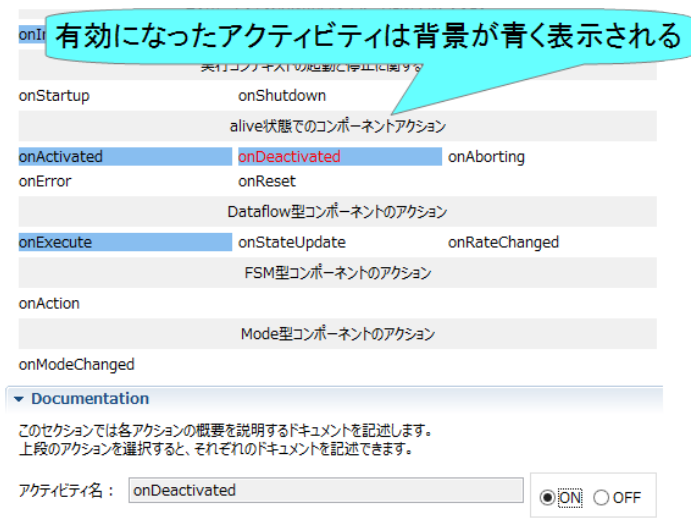 有効になったアクティビティは背景が青く表示される
onStartup onShutdown
alive状態でのコンポーネントアクション
onActivated onDeactivated onAborting
onError onReset
Dataflow型コンポーネントのアクション
onExecute onStateUpdate onRateChanged
FSM型コンポーネントのアクション
onAction
Mode型コンポーネントのアクション
onModeChanged
Documentation
このセクションでは各アクションの概要を説明するドキュメントを記述します。
上段のアクションを選択すると、それぞれのドキュメントを記述できます。
アクティビティ名： onDeactivated ON OFF